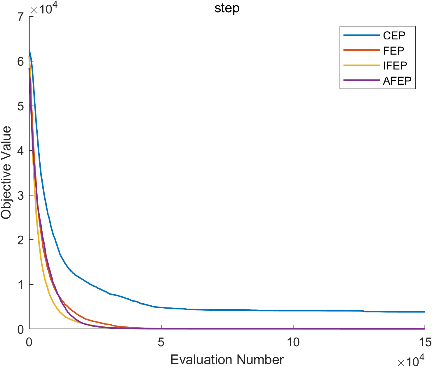 step
×10⁴
7
6
5
4
3
2
1
0
Objective Value
CEP
FEP
IFEP
AFEP
0
5
10
15
Evaluation Number
×10⁴